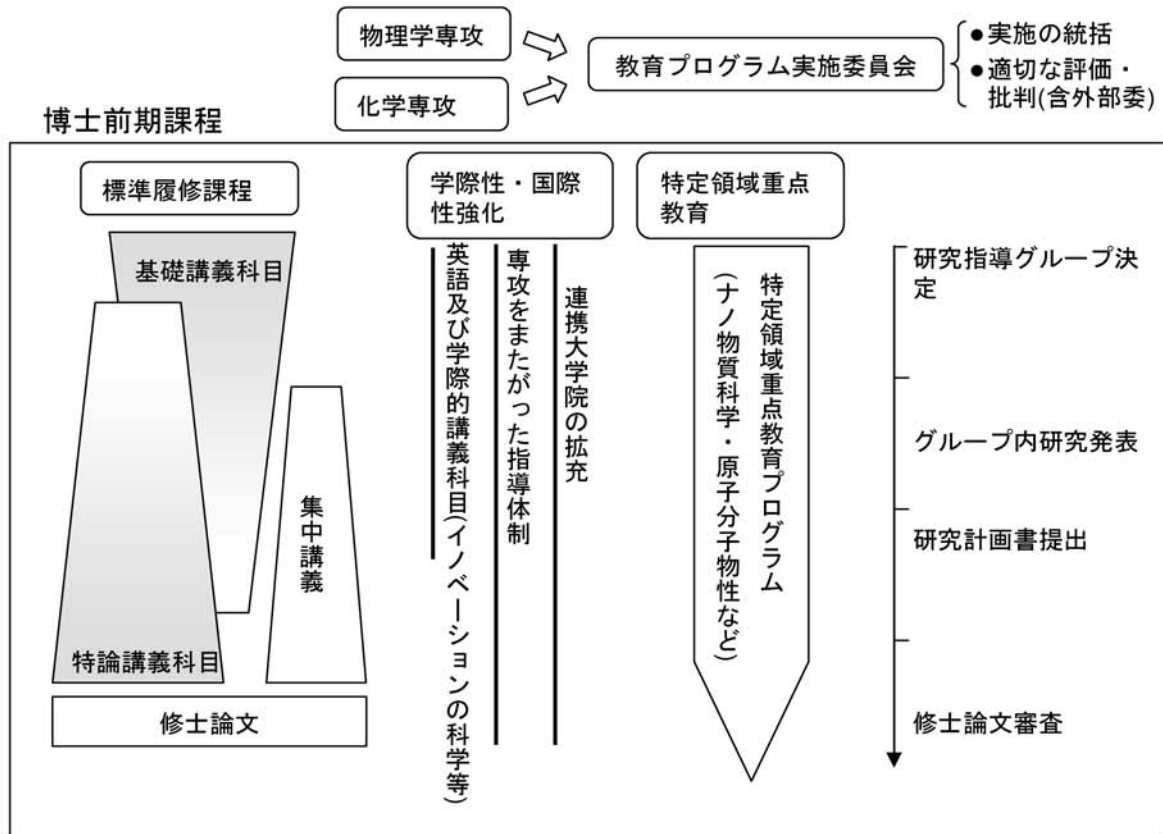 物理学専攻
化学専攻
教育プログラム実施委員会
●実施の統括
●適切な評価・
批判(含外部委)
博士前期課程
標準履修課程
基礎講義科目
特論講義科目
集中講義
修士論文
学際性・国際
性強化
英語及び学際的講義科目(イノベーションの科学等)
専攻をまたがった指導体制
連携大学院の拡充
特定領域重点
教育
特定領域重点教育プログラム
(ナノ物質科学・原子分子物性など)
研究指導グループ決
定
グループ内研究発表
研究計画書提出
修士論文審査